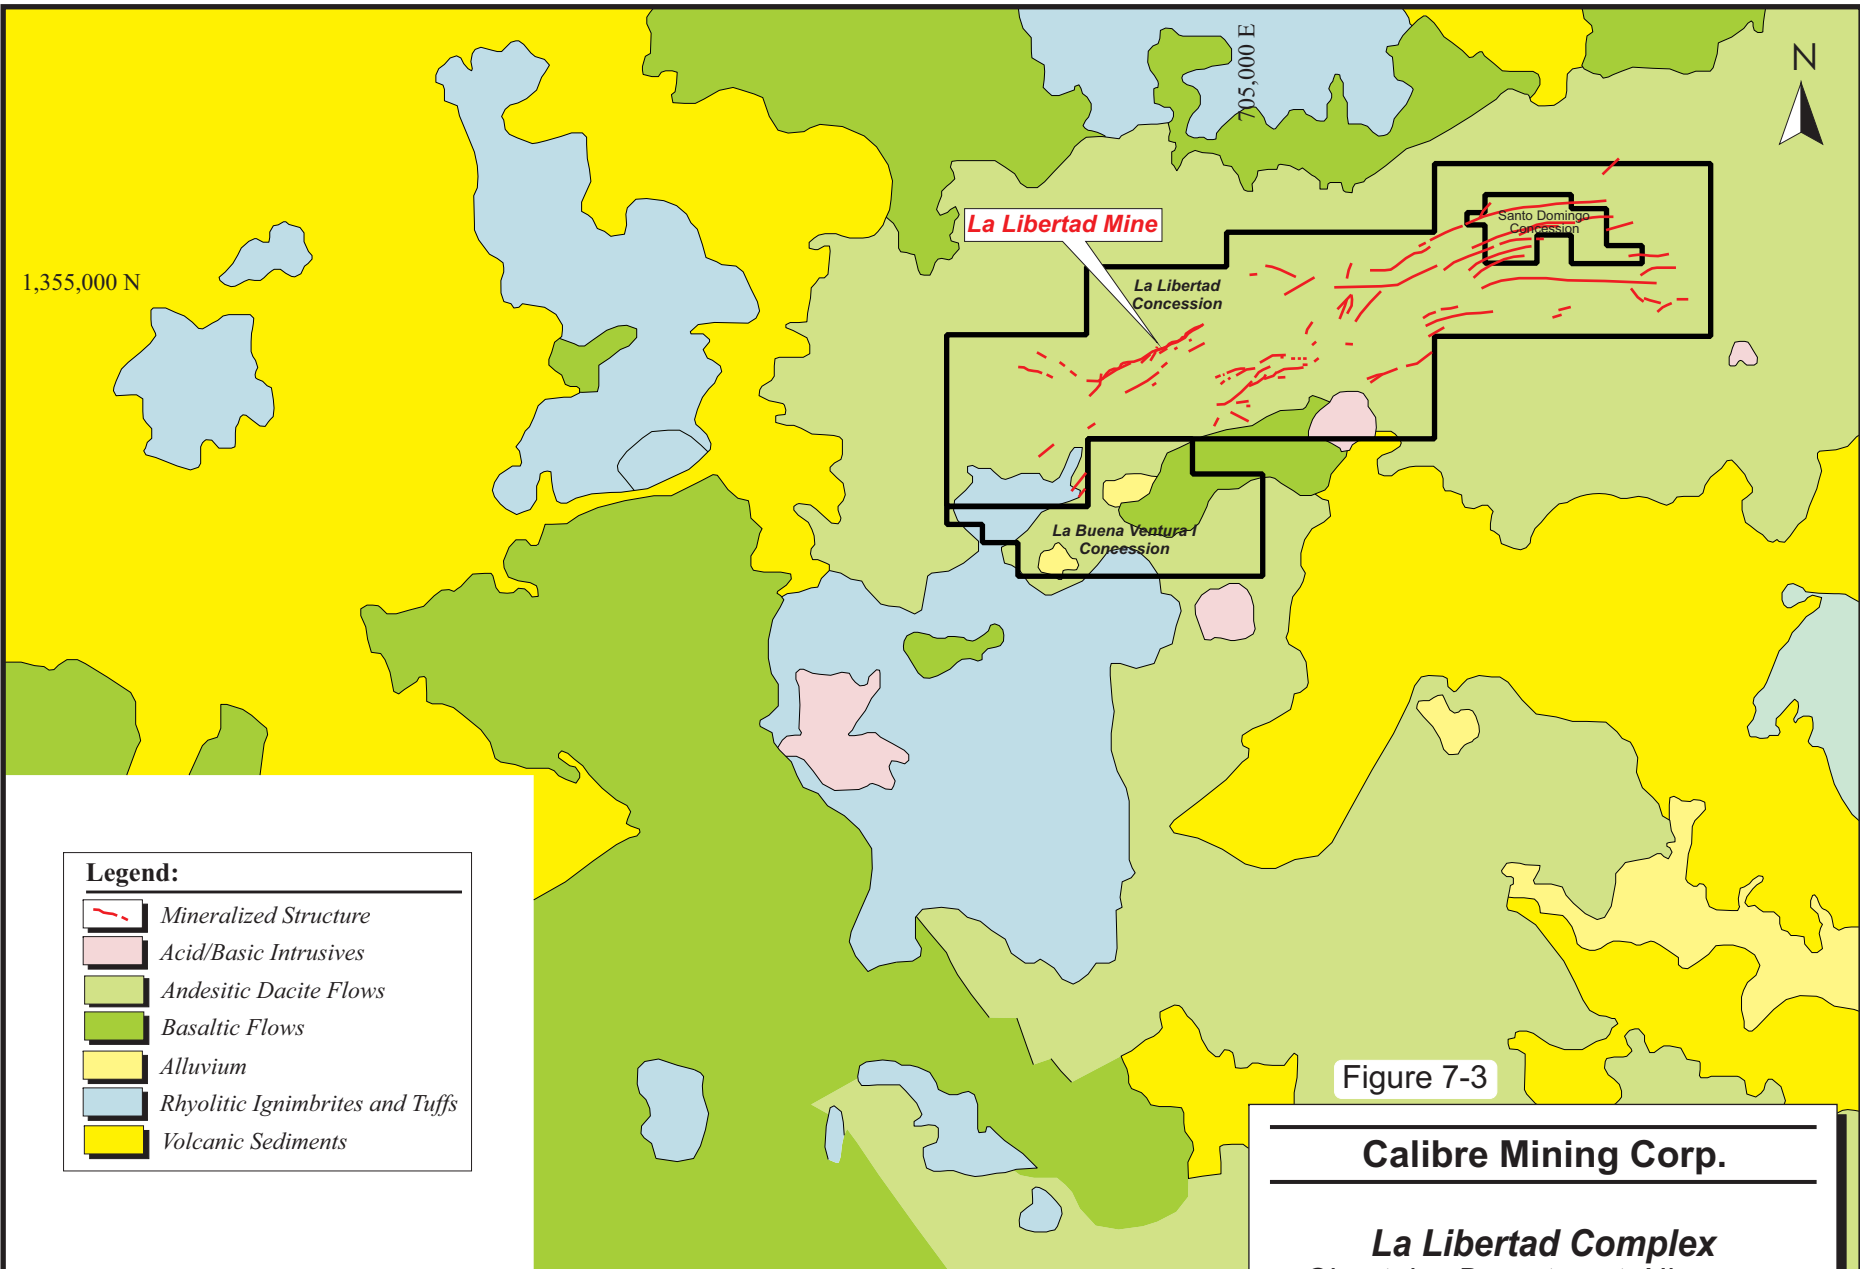 705,000 E
N
Santo Domingo
Concession
La Libertad Mine
1,355,000 N
La Libertad
Concession
La Buena Ventura I
Concession
Legend:
Mineralized Structure
Acid/Basic Intrusives
Andesitic Dacite Flows
Basaltic Flows
Alluvium
Rhyolitic Ignimbrites and Tuffs
Volcanic Sediments
Figure 7-3
Calibre Mining Corp.
La Libertad Complex